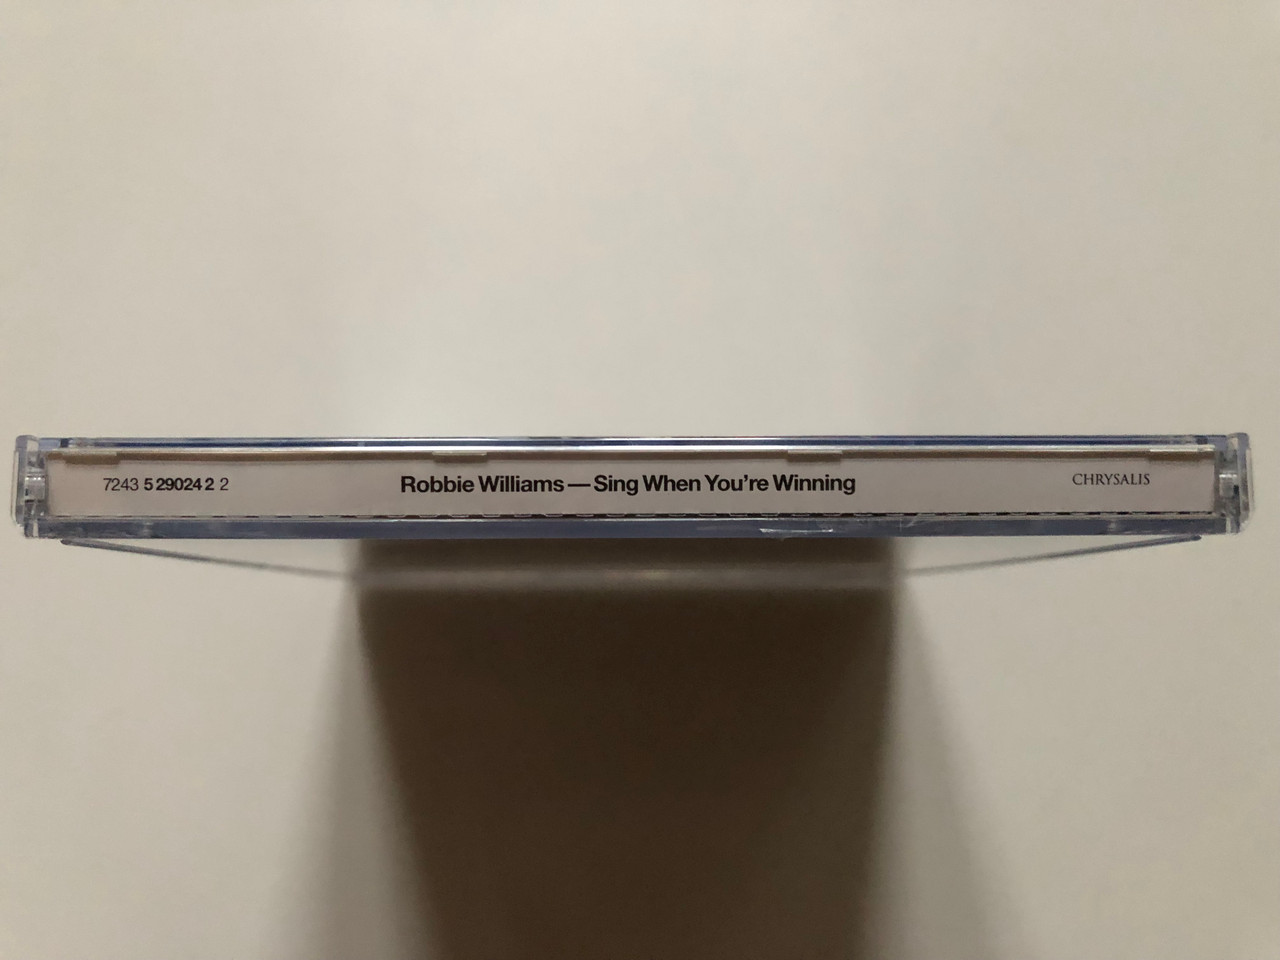 7243 5 29024 2 2 Robbie Williams — Sing When You're Winning CHRYSALIS